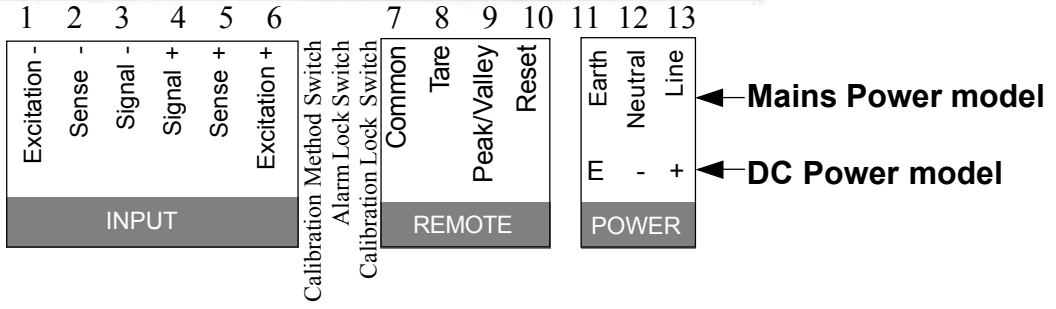 1 2 3 4 5 6 7 8 9 10 11 12 13
Excitation -
Sense -
Signal -
Signal +
Sense +
Excitation +
Calibration Method Switch
Alarm Lock Switch
Calibration Lock Switch
Common
Tare
Peak/Valley
Reset
Earth
Neutral
Line
Mains Power model
E - + DC Power model
INPUT REMOTE POWER